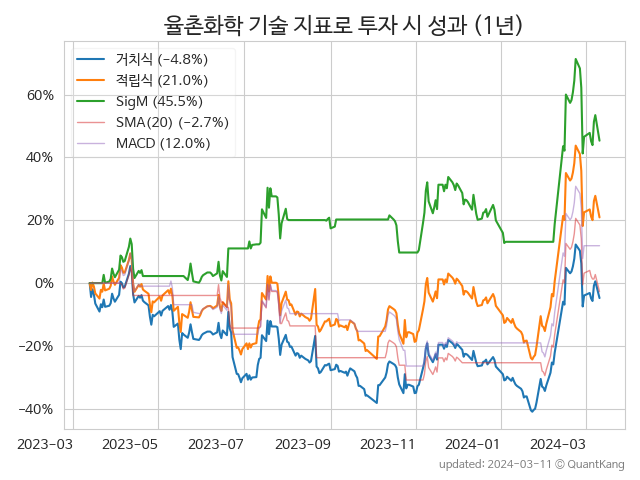 율촌화학 기술 지표로 투자 시 성과 (1년)
거치식 (−4.8%)
적립식 (21.0%)
SigM (45.5%)
SMA(20) (−2.7%)
MACD (12.0%)
60%
40%
20%
0%
−20%
−40%
2023-03 2023-05 2023-07 2023-09 2023-11 2024-01 2024-03
updated: 2024-03-11 © QuantKang